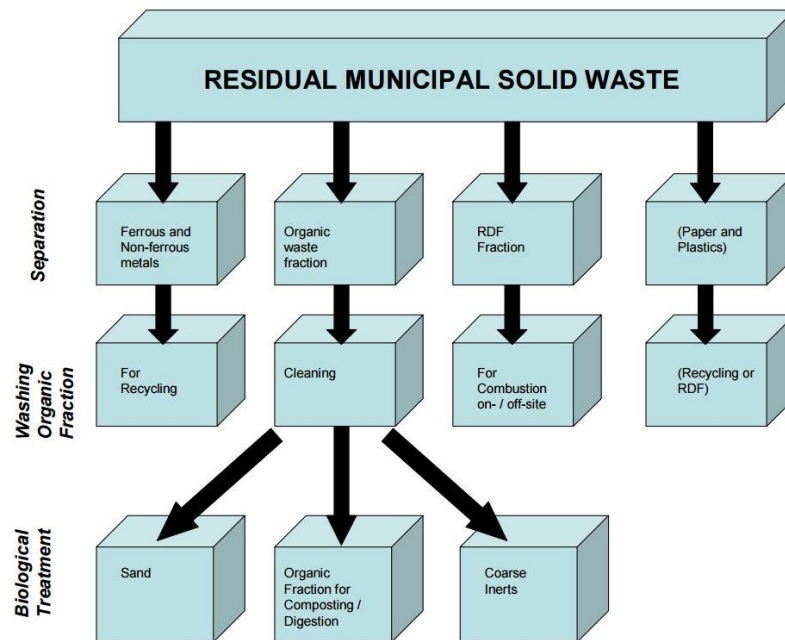 RESIDUAL MUNICIPAL SOLID WASTE
Separation
Ferrous and
Non-ferrous
metals
Organic
waste
fraction
RDF
Fraction
(Paper and
Plastics)
Washing
Organic
Fraction
For
Recycling
Cleaning
For
Combustion
on- / off-site
(Recycling or
RDF)
Biological
Treatment
Sand
Organic
Fraction for
Composting /
Digestion
Coarse
Inerts